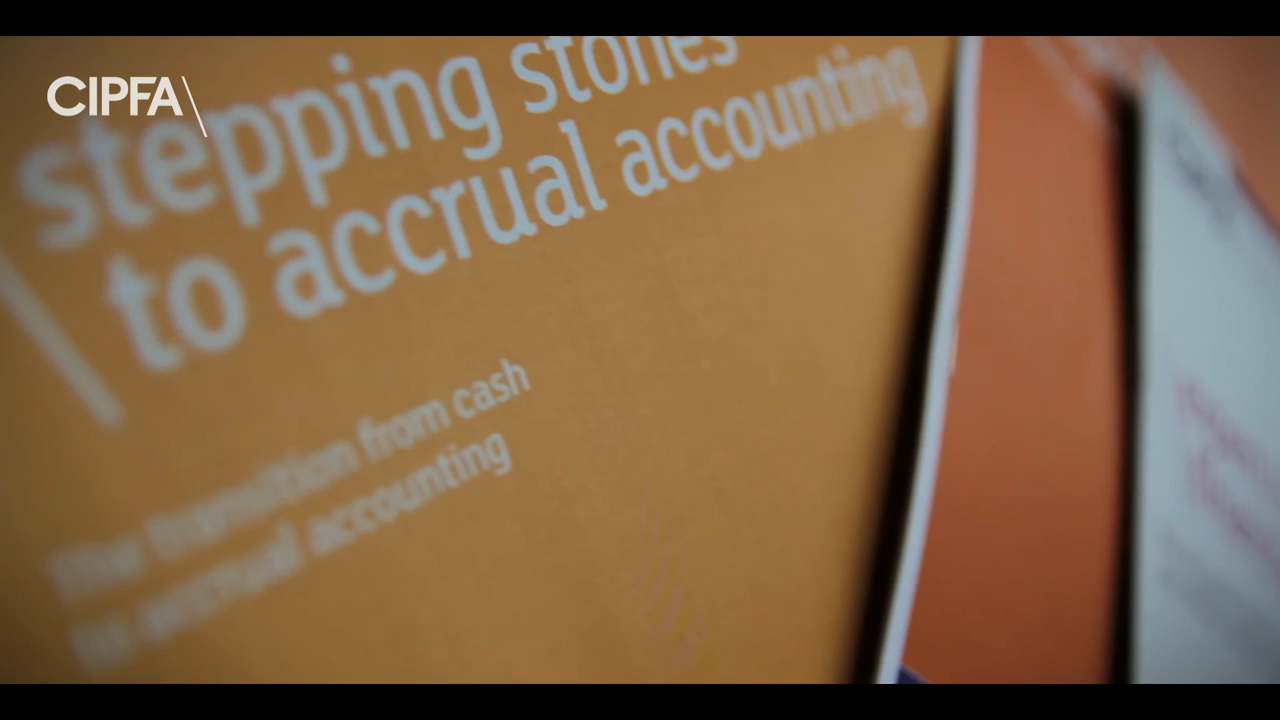 CIPFA
stepping stones
to accrual accounting
The transition from cash
to accrual accounting